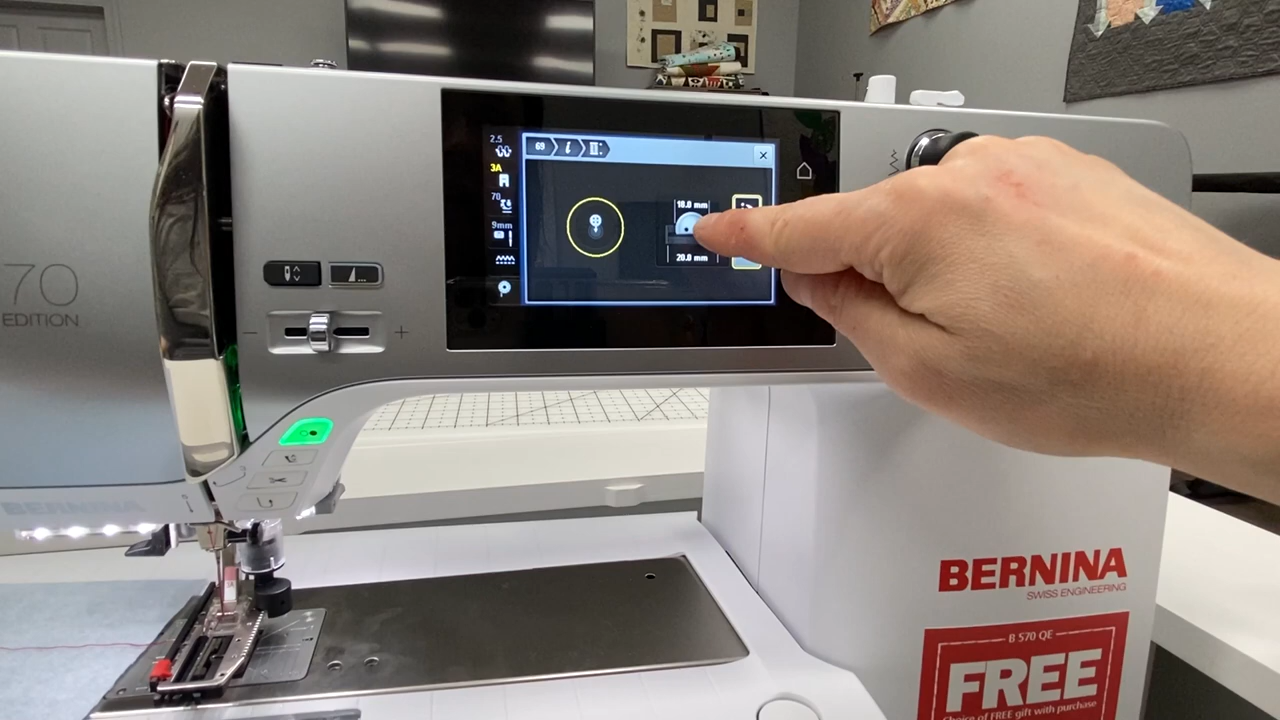 70
EDITION
BERNINA
2.5
3A
70
9mm
69
i
18.0 mm
20.0 mm
- +
BERNINA
SWISS ENGINEERING
B 570 QE
FREE
Choice of FREE gift with purchase